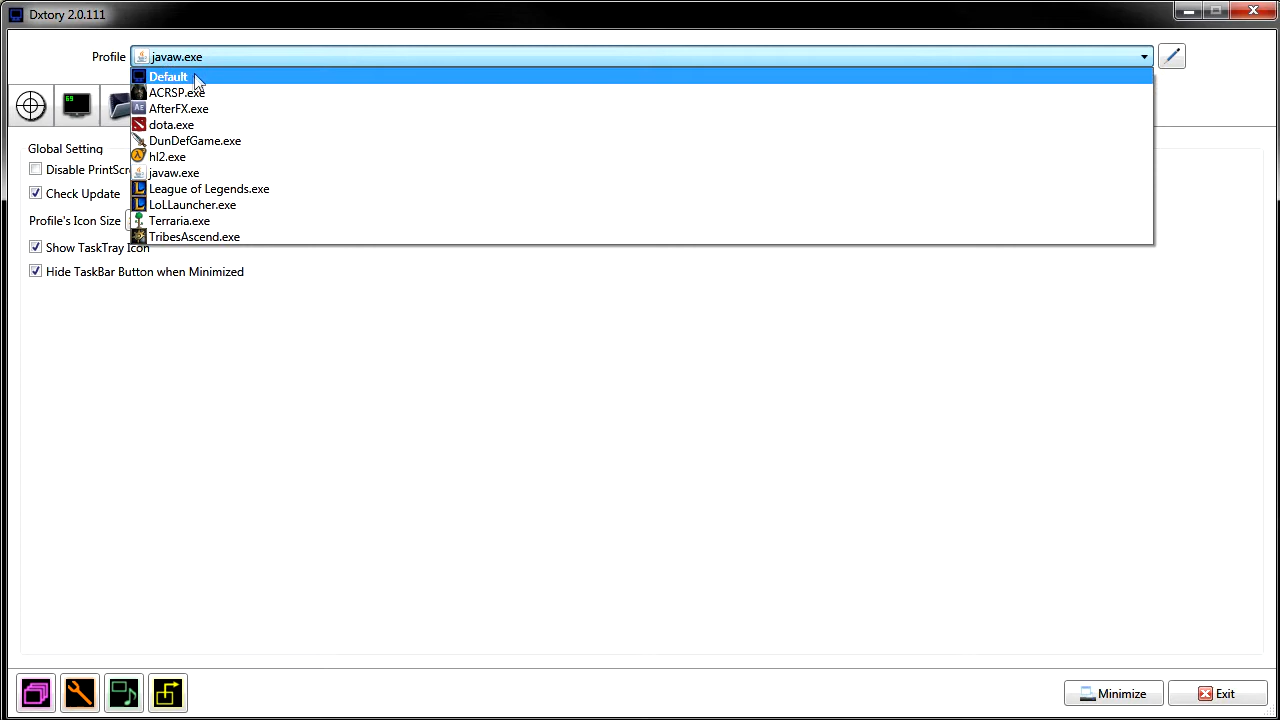 Dxtory 2.0.111
Profile
javaw.exe
Default
ACRSP.exe
AfterFX.exe
dota.exe
DunDefGame.exe
hl2.exe
javaw.exe
League of Legends.exe
LoLLauncher.exe
Terraria.exe
TribesAscend.exe
69
Global Setting
Disable PrintScre
Check Update
Profile's Icon Size
Show TaskTray Icon
Hide TaskBar Button when Minimized
Minimize
Exit